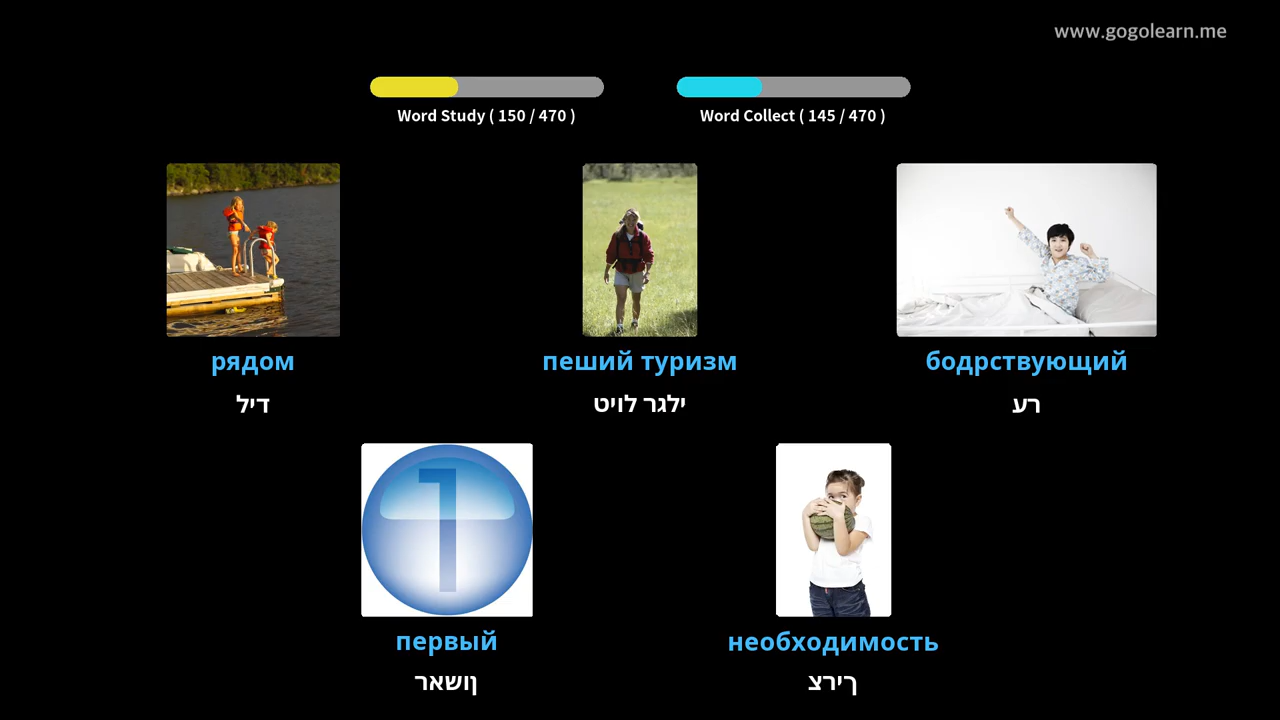 www.gogolearn.me
Word Study ( 150 / 470 )
Word Collect ( 145 / 470 )
рядом
пеший туризм
бодрствующий
דיל
ילגר לויט
רע
первый
необходимость
ןושאר
ךירצ